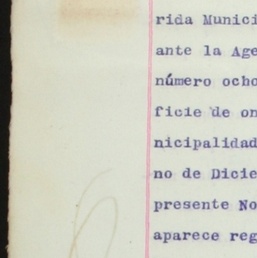 rida Munici
ante la Age
número ocho
ficie de on
nicipalidad
no de Dicie
presente No
aparece reg